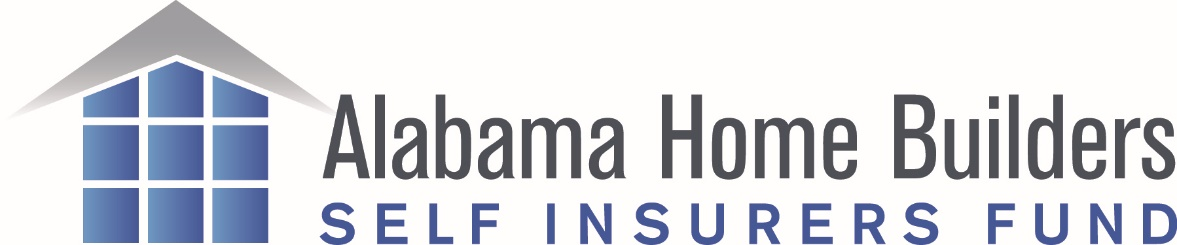 Alabama Home Builders
SELF INSURERS FUND